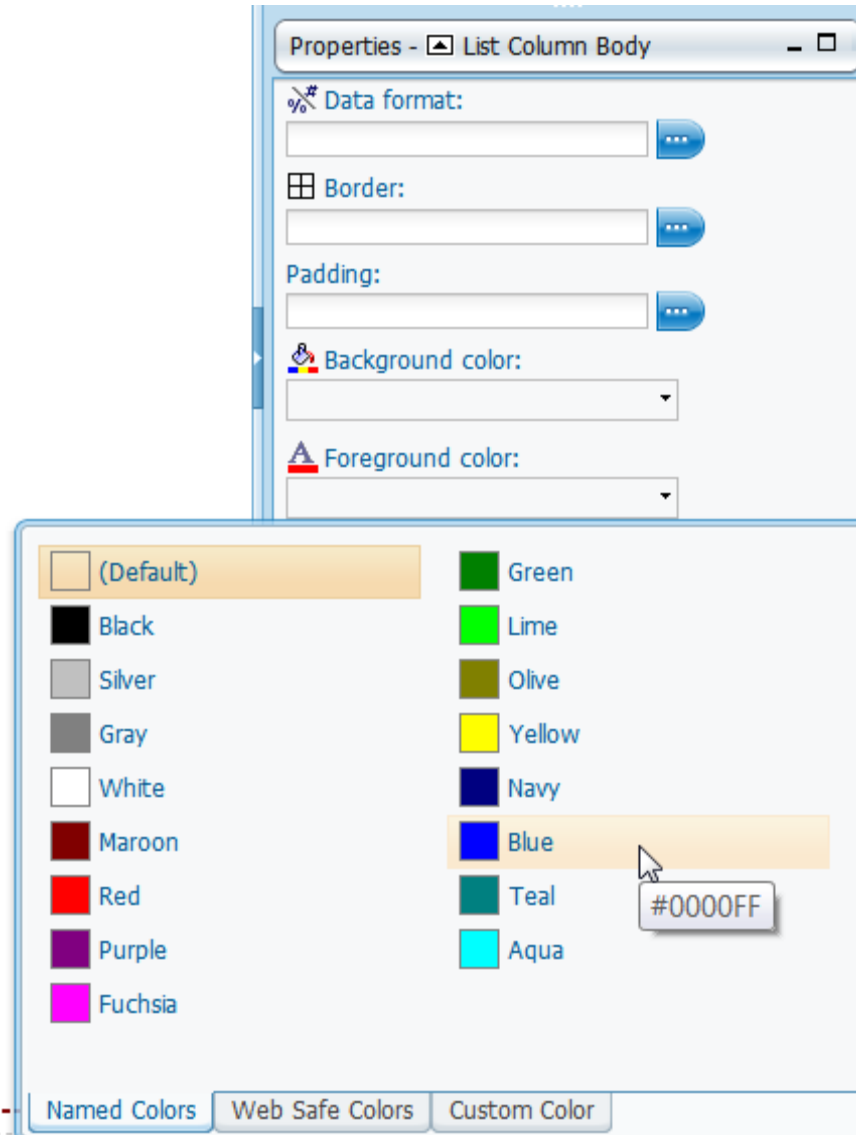 Properties - List Column Body
Data format:
Border:
Padding:
Background color:
Foreground color:
(Default)
Black
Silver
Gray
White
Maroon
Red
Purple
Fuchsia
Green
Lime
Olive
Yellow
Navy
Blue
Teal
Aqua
#0000FF
Named Colors
Web Safe Colors
Custom Color